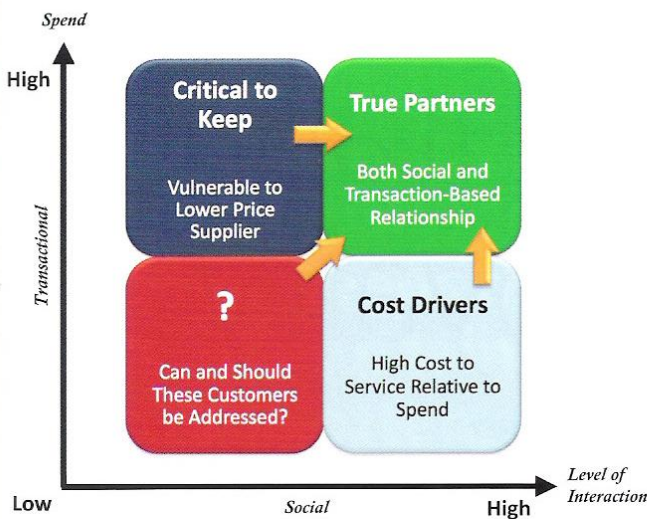 Spend
High
Critical to
Keep
Vulnerable to
Lower Price
Supplier
True Partners
Both Social and
Transaction-Based
Relationship
Transactional
?
Can and Should
These Customers
be Addressed?
Cost Drivers
High Cost to
Service Relative to
Spend
Low
Social
High
Level of
Interaction